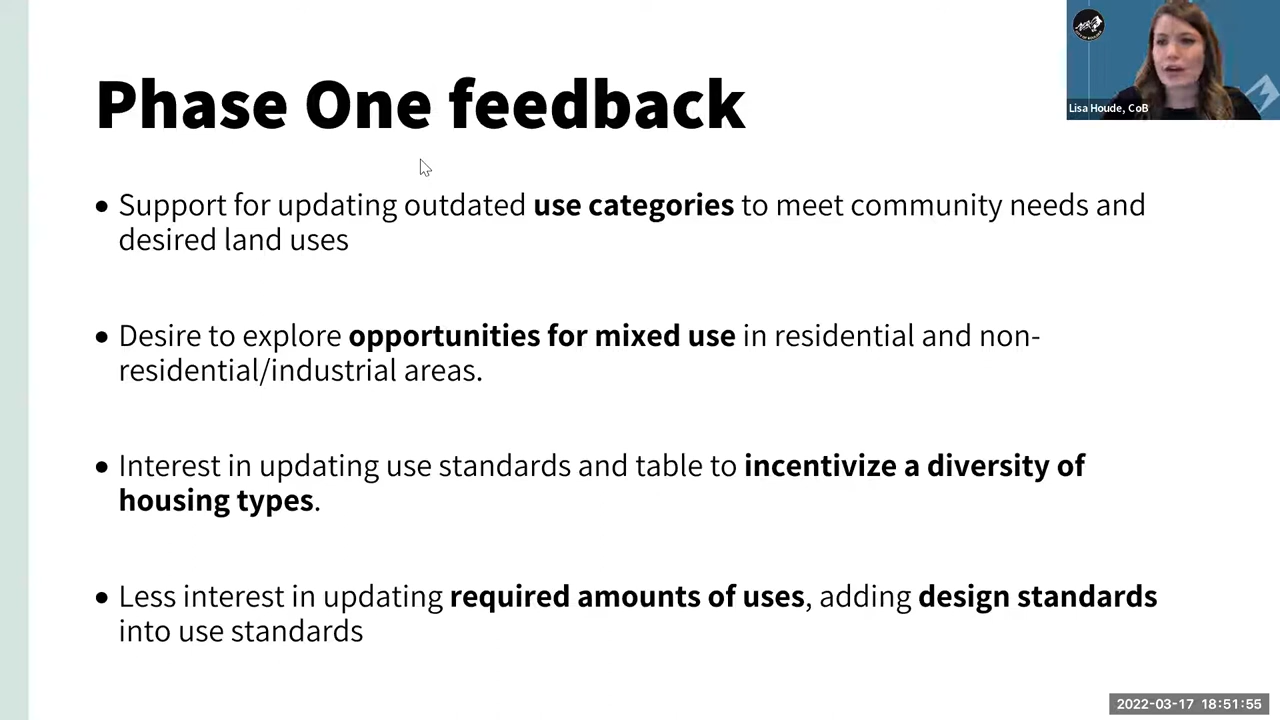 Phase One feedback
Lisa Houde, CoB
• Support for updating outdated use categories to meet community needs and
desired land uses
• Desire to explore opportunities for mixed use in residential and non-
residential/industrial areas.
• Interest in updating use standards and table to incentivize a diversity of
housing types.
• Less interest in updating required amounts of uses, adding design standards
into use standards
2022-03-17 18:51:55